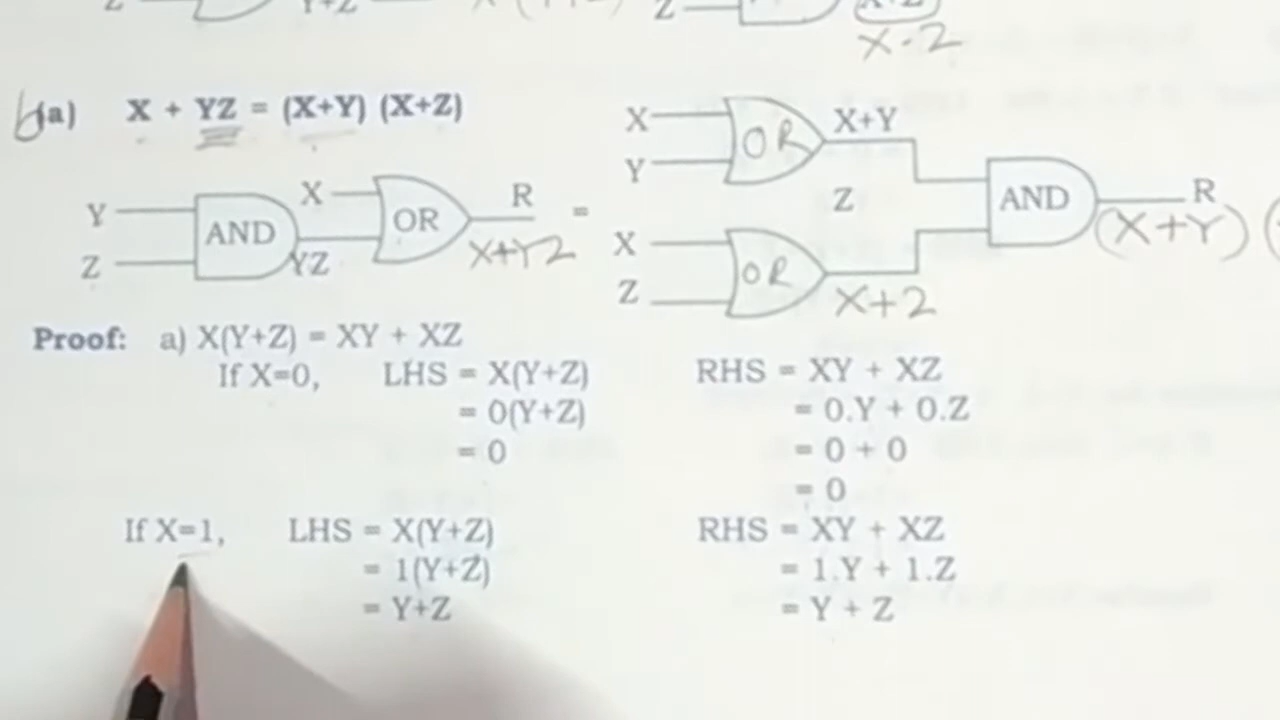 Z Y+Z Z
X·Z
b(a) X + YZ = (X+Y) (X+Z)
Y Z AND YZ X OR R
X+YZ
=
X Y OR X+Y
Z
X Z OR X+Z
AND R
(X+Y) (
Proof: a) X(Y+Z) = XY + XZ
If X=0, LHS = X(Y+Z) RHS = XY + XZ
= 0(Y+Z) = 0.Y + 0.Z
= 0 = 0 + 0
= 0
If X=1, LHS = X(Y+Z) RHS = XY + XZ
= 1(Y+Z) = 1.Y + 1.Z
= Y+Z = Y + Z